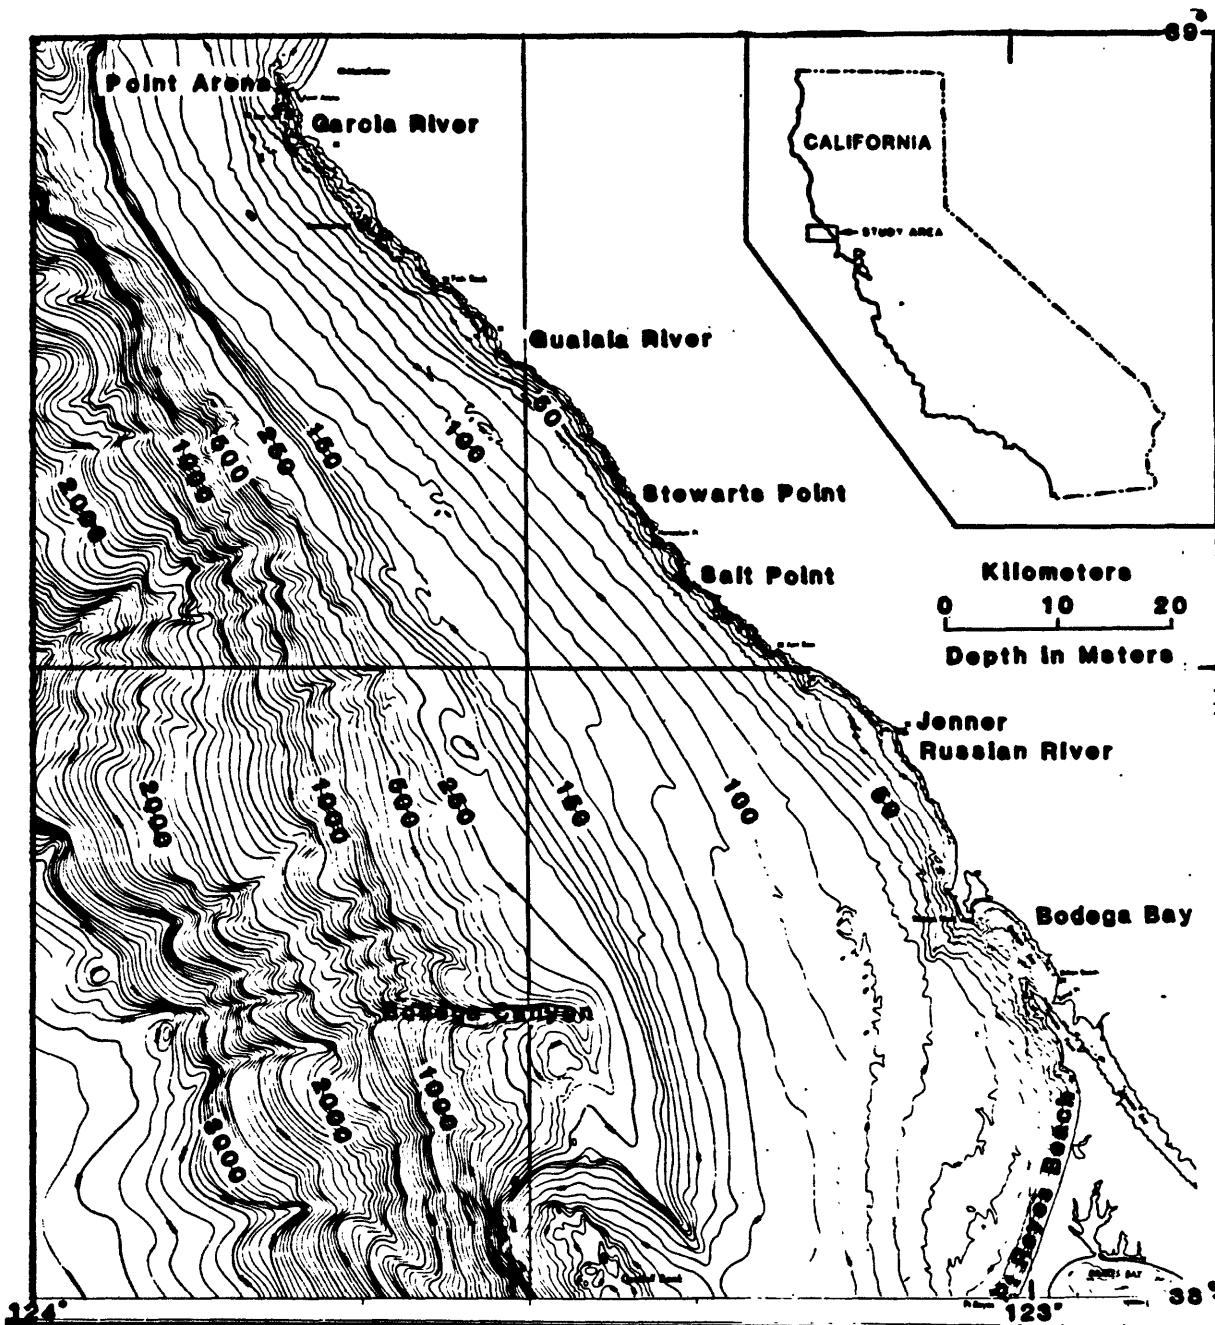 39°
Point Arena
Garcia River
CALIFORNIA
STUDY AREA
Gualala River
50
100
150
250
500
1000
2000
Stewarts Point
Salt Point
Kilometers
0 10 20
Depth in Meters
Jenner
Russian River
2000
1000
500
250
150
100
50
Bodega Bay
Bodega Canyon
3000
2000
1000
Pt Reyes Beach
124°
123°
38°